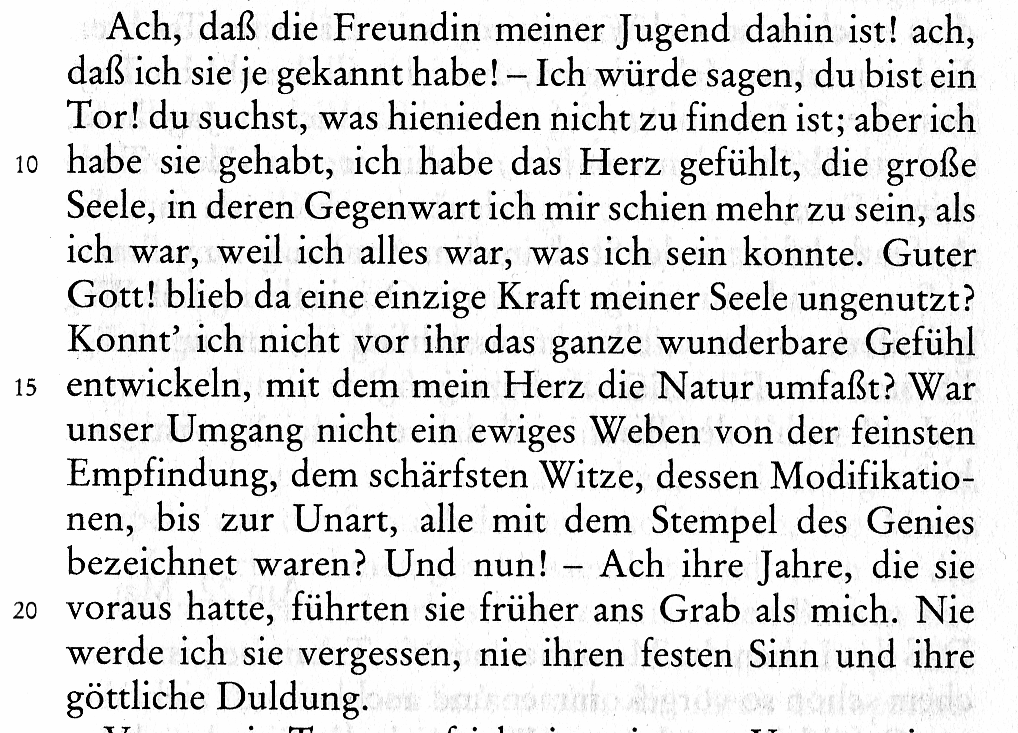 Ach, daß die Freundin meiner Jugend dahin ist! ach,
daß ich sie je gekannt habe! – Ich würde sagen, du bist ein
Tor! du suchst, was hienieden nicht zu finden ist; aber ich
10 habe sie gehabt, ich habe das Herz gefühlt, die große
Seele, in deren Gegenwart ich mir schien mehr zu sein, als
ich war, weil ich alles war, was ich sein konnte. Guter
Gott! blieb da eine einzige Kraft meiner Seele ungenutzt?
Konnt’ ich nicht vor ihr das ganze wunderbare Gefühl
15 entwickeln, mit dem mein Herz die Natur umfaßt? War
unser Umgang nicht ein ewiges Weben von der feinsten
Empfindung, dem schärfsten Witze, dessen Modifikatio-
nen, bis zur Unart, alle mit dem Stempel des Genies
bezeichnet waren? Und nun! – Ach ihre Jahre, die sie
20 voraus hatte, führten sie früher ans Grab als mich. Nie
werde ich sie vergessen, nie ihren festen Sinn und ihre
göttliche Duldung.